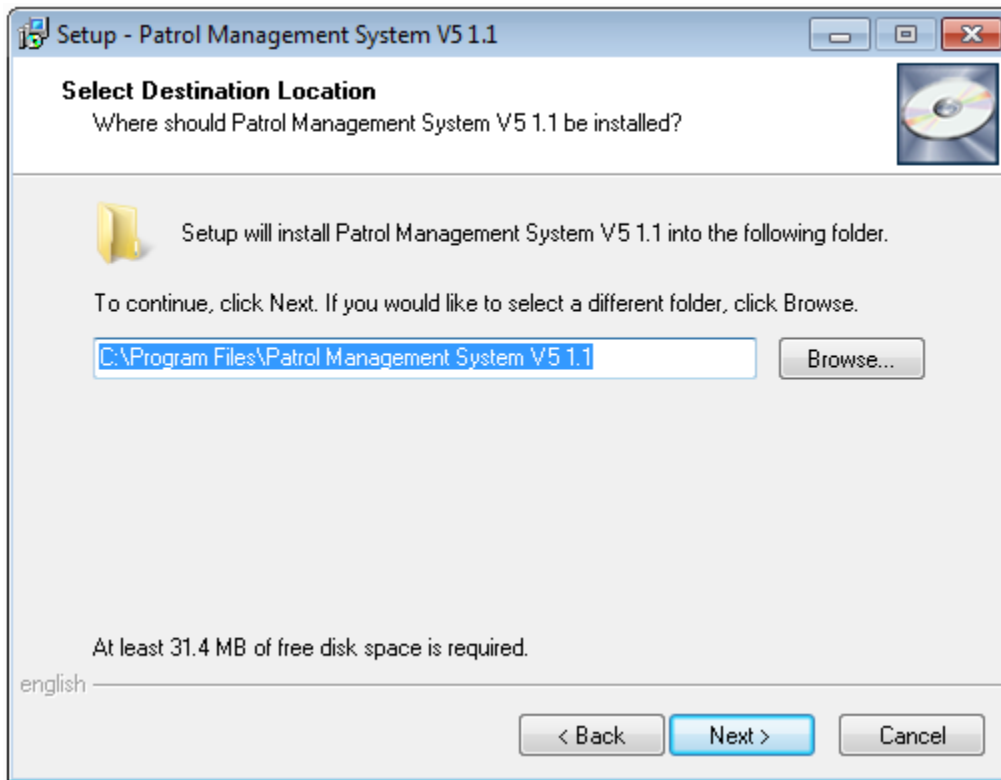 Setup - Patrol Management System V5 1.1
Select Destination Location
Where should Patrol Management System V5 1.1 be installed?
Setup will install Patrol Management System V5 1.1 into the following folder.
To continue, click Next. If you would like to select a different folder, click Browse.
C:\Program Files\Patrol Management System V5 1.1
Browse...
At least 31.4 MB of free disk space is required.
english
< Back
Next >
Cancel